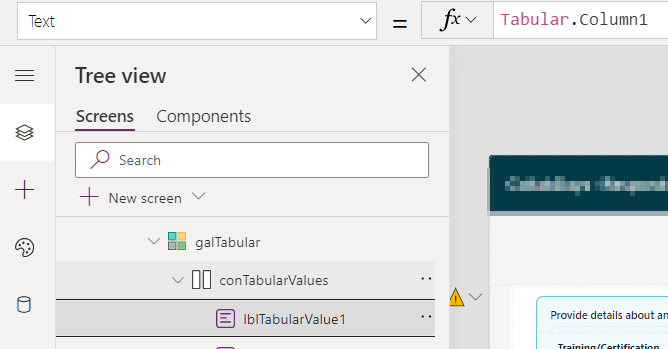 Text = fx Tabular.Column1
Tree view
Screens Components
Search
New screen
galTabular
conTabularValues
lblTabularValue1
Provide details about an
Training/Certification